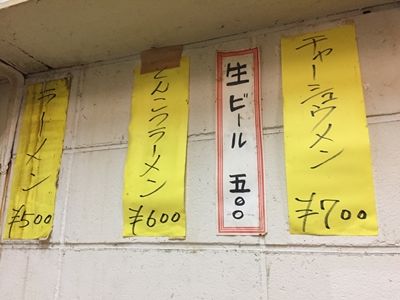 ラーメン
¥500
とんこつラーメン
¥600
生ビール 五〇〇
チャーシュウメン
¥700